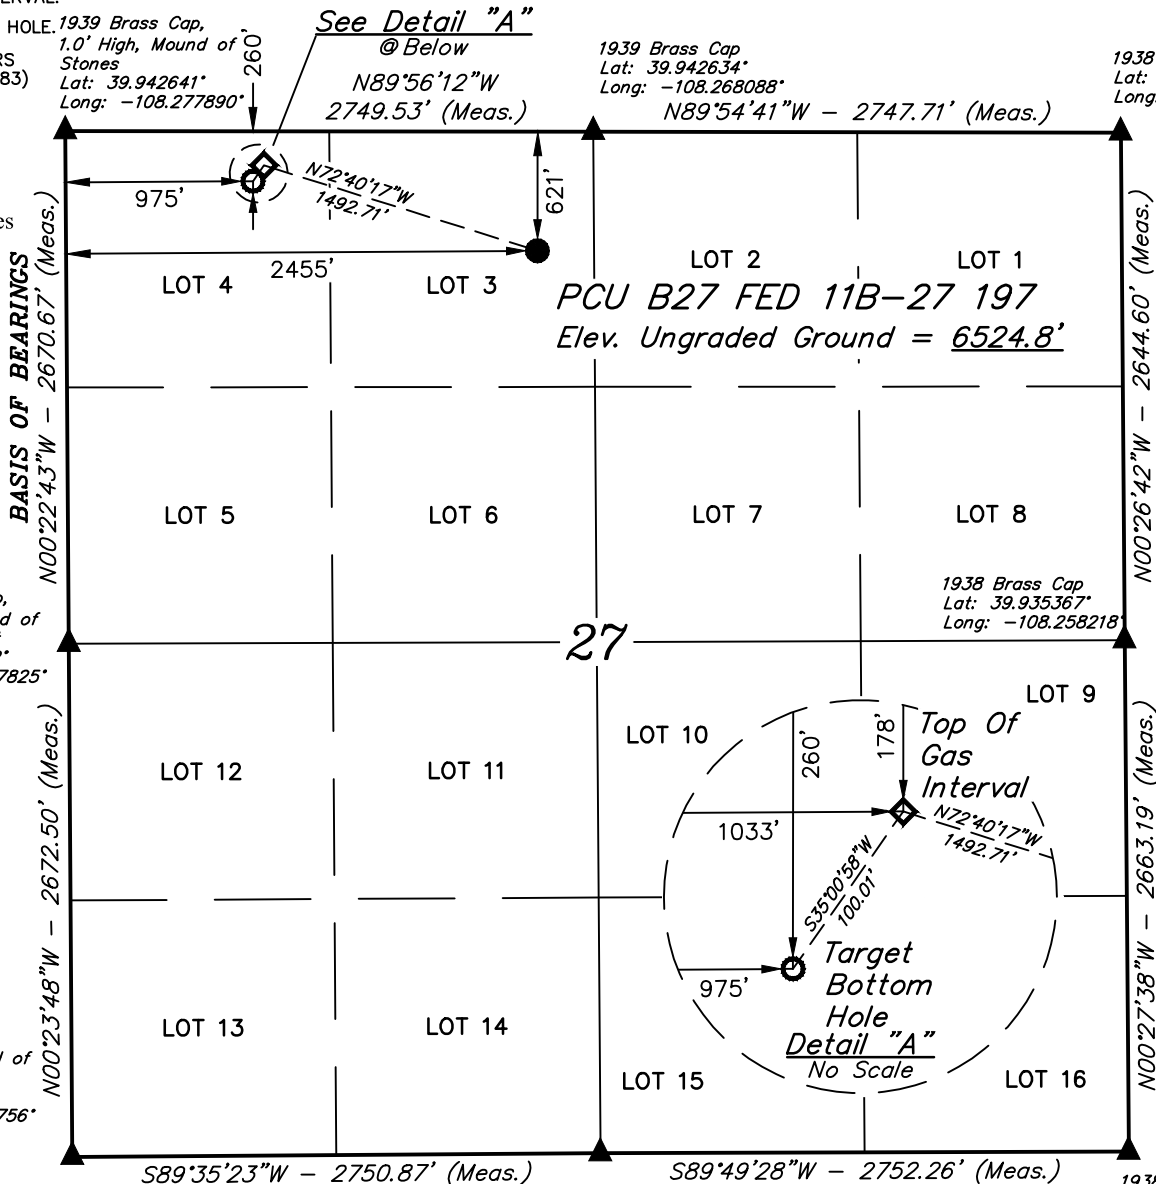 HOLE.
1939 Brass Cap,
1.0' High, Mound of
Stones
Lat: 39.942641°
Long: -108.277890°
83)
260'
See Detail "A"
@ Below
N89°56'12"W
2749.53' (Meas.)
1939 Brass Cap
Lat: 39.942634°
Long: -108.268088°
N89°54'41"W - 2747.71' (Meas.)
1938
Lat:
Long
975'
N72°40'17"W
1492.71'
621'
2455'
LOT 4
LOT 3
LOT 2
LOT 1
PCU B27 FED 11B-27 197
Elev. Ungraded Ground = 6524.8'
BASIS OF BEARINGS
N00°22'43"W - 2670.67' (Meas.)
N00°26'42"W - 2644.60' (Meas.)
LOT 5
LOT 6
LOT 7
LOT 8
1938 Brass Cap
Lat: 39.935367°
Long: -108.258218°
of
7825°
27
LOT 12
LOT 11
LOT 10
LOT 9
260'
178'
Top Of
Gas
Interval
1033'
N72°40'17"W
1492.71'
S35°00'58"W
100.01'
975'
Target
Bottom
Hole
Detail "A"
No Scale
N00°23'48"W - 2672.50' (Meas.)
N00°27'38"W - 2663.19' (Meas.)
LOT 13
LOT 14
LOT 15
LOT 16
of
756°
S89°35'23"W - 2750.87' (Meas.)
S89°49'28"W - 2752.26' (Meas.)
1938